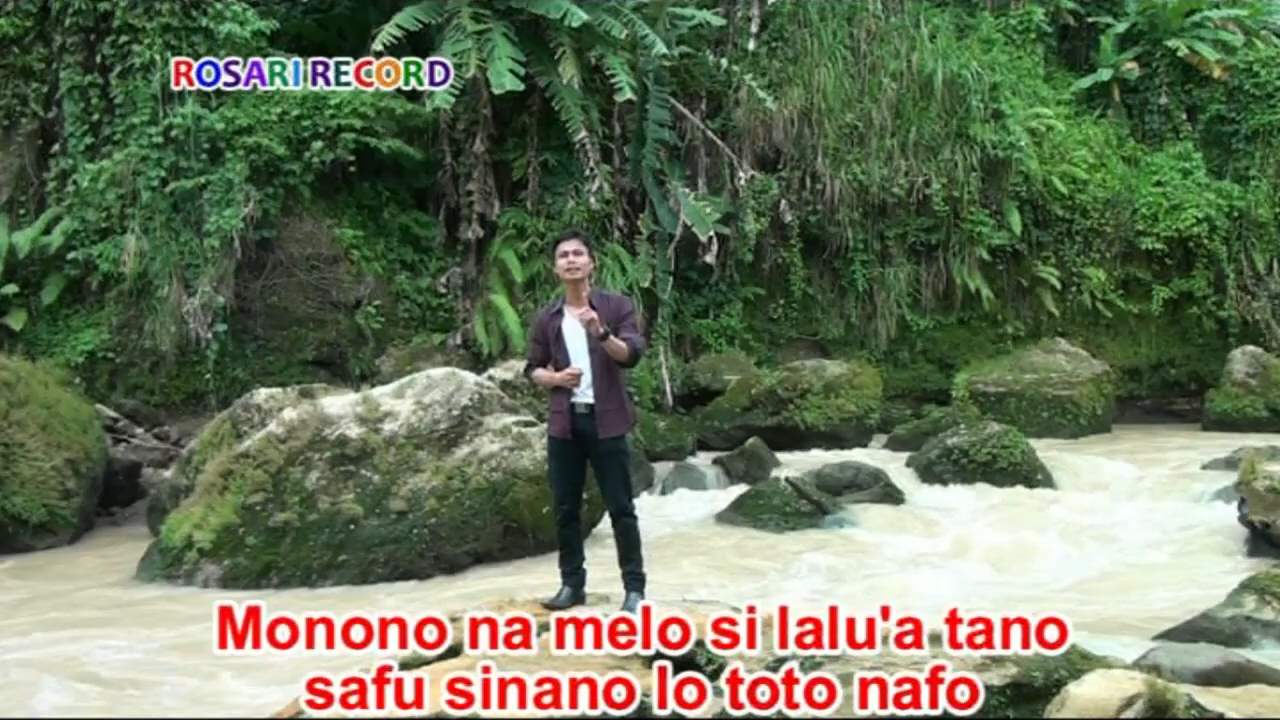 ROSARI RECORD
Monono na melo si lalu'a tano
safu sinano lo toto nafo